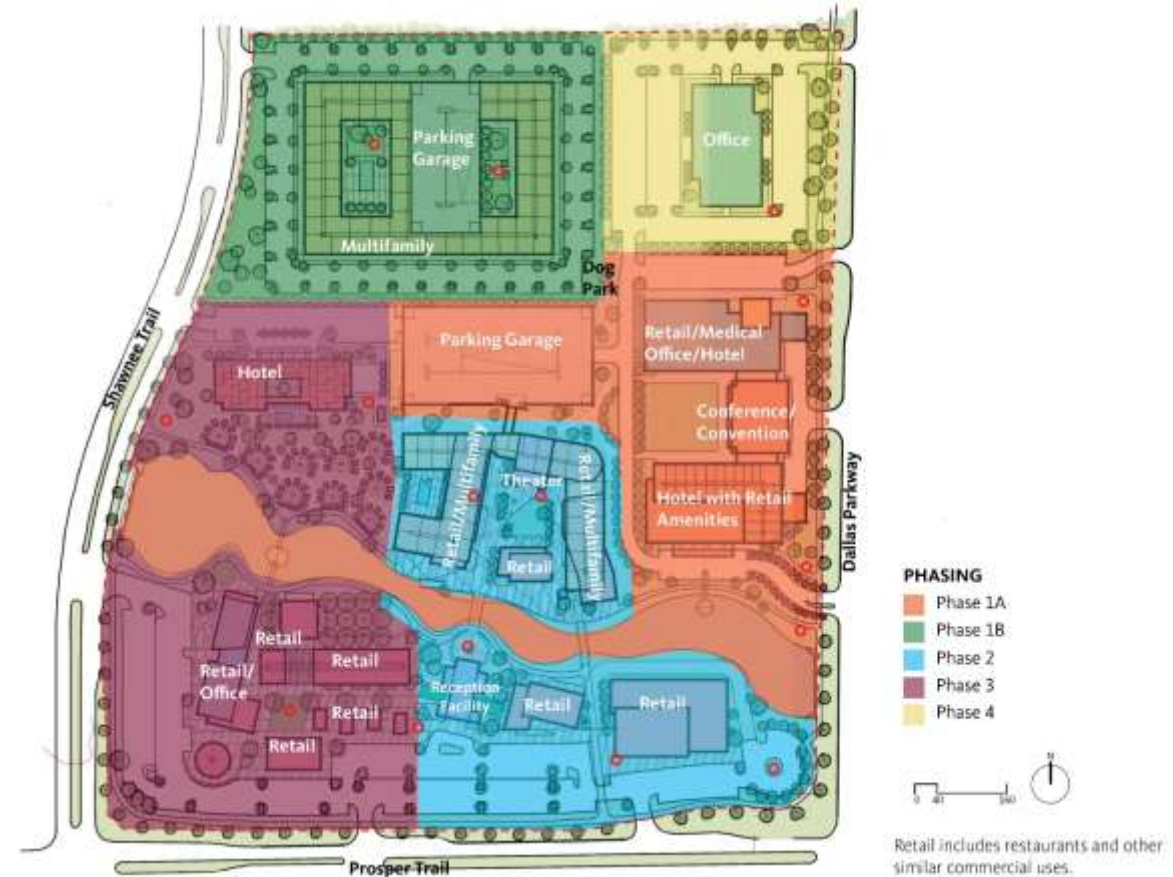 Parking
Garage
Office
Multifamily
Dog
Park
Shawnee Trail
Parking Garage
Retail/Medical
Office/Hotel
Hotel
Conference/
Convention
Retail/Multifamily
Theater
Retail/Multifamily
Hotel with Retail
Amenities
Dallas Parkway
Retail
Retail
Retail/
Office
Retail
Retail
Retail
Reception
Facility
Retail
Retail
Prosper Trail
PHASING
Phase 1A
Phase 1B
Phase 2
Phase 3
Phase 4
N
0 40 160
Retail includes restaurants and other
similar commercial uses.